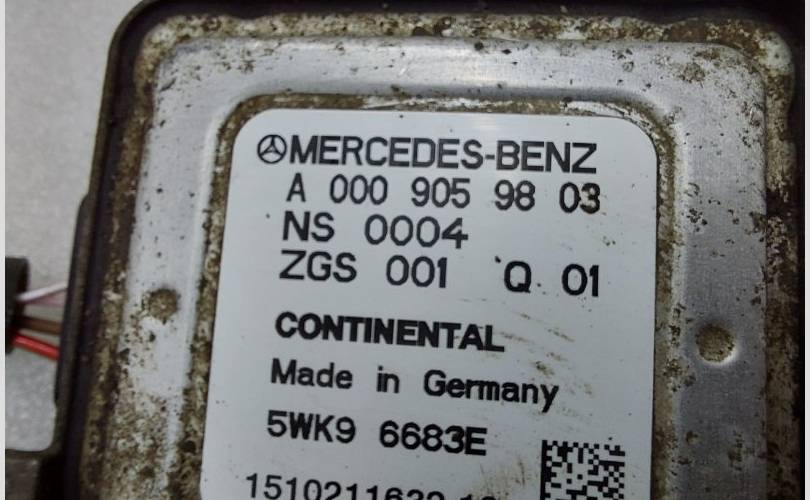 MERCEDES-BENZ
A 000 905 98 03
NS 0004
ZGS 001 Q 01
CONTINENTAL
Made in Germany
5WK9 6683E